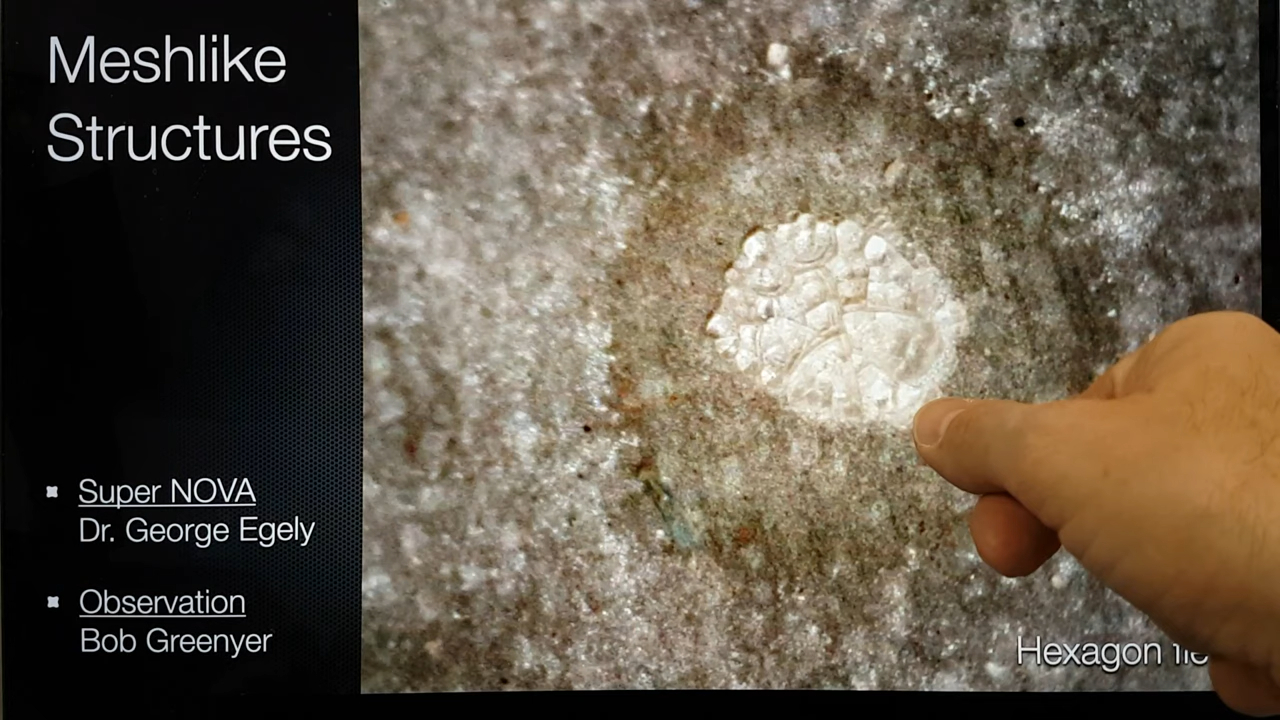 Meshlike
Structures
Super NOVA
Dr. George Egely
Observation
Bob Greenyer
Hexagon